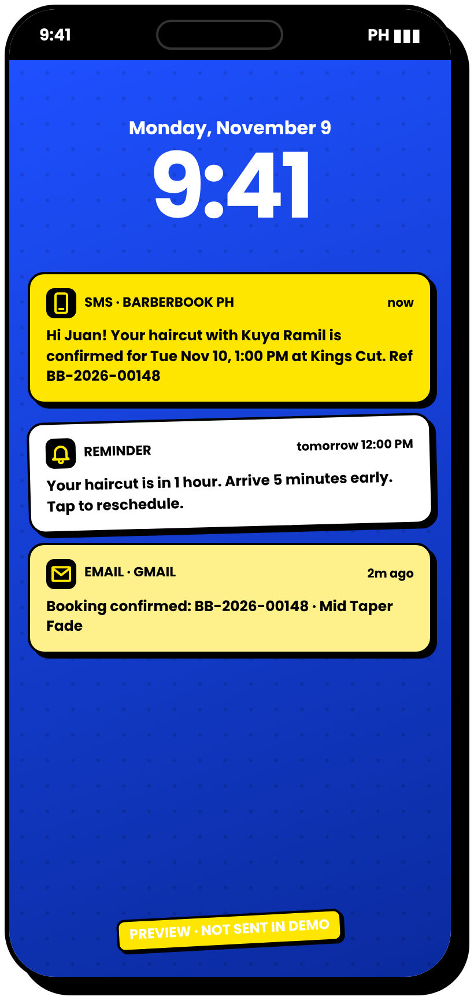 9:41
PH
Monday, November 9
9:41
SMS · BARBERBOOK PH
now
Hi Juan! Your haircut with Kuya Ramil is
confirmed for Tue Nov 10, 1:00 PM at Kings Cut. Ref
BB-2026-00148
REMINDER
tomorrow 12:00 PM
Your haircut is in 1 hour. Arrive 5 minutes early.
Tap to reschedule.
EMAIL · GMAIL
2m ago
Booking confirmed: BB-2026-00148 · Mid Taper
Fade
PREVIEW · NOT SENT IN DEMO